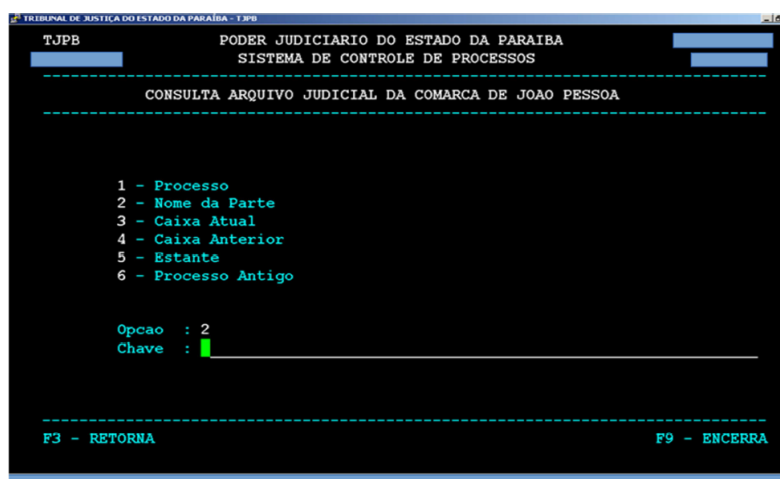 TRIBUNAL DE JUSTIÇA DO ESTADO DA PARAÍBA - TJPB
TJPB PODER JUDICIARIO DO ESTADO DA PARAIBA
SISTEMA DE CONTROLE DE PROCESSOS
CONSULTA ARQUIVO JUDICIAL DA COMARCA DE JOAO PESSOA
1 - Processo
2 - Nome da Parte
3 - Caixa Atual
4 - Caixa Anterior
5 - Estante
6 - Processo Antigo
Opcao : 2
Chave :
F3 - RETORNA F9 - ENCERRA